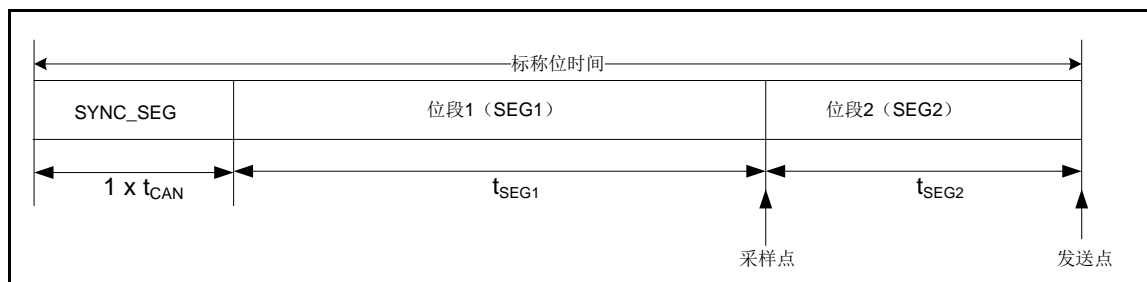 标称位时间
SYNC_SEG
位段1（SEG1）
位段2（SEG2）
1 x tCAN
tSEG1
tSEG2
采样点
发送点